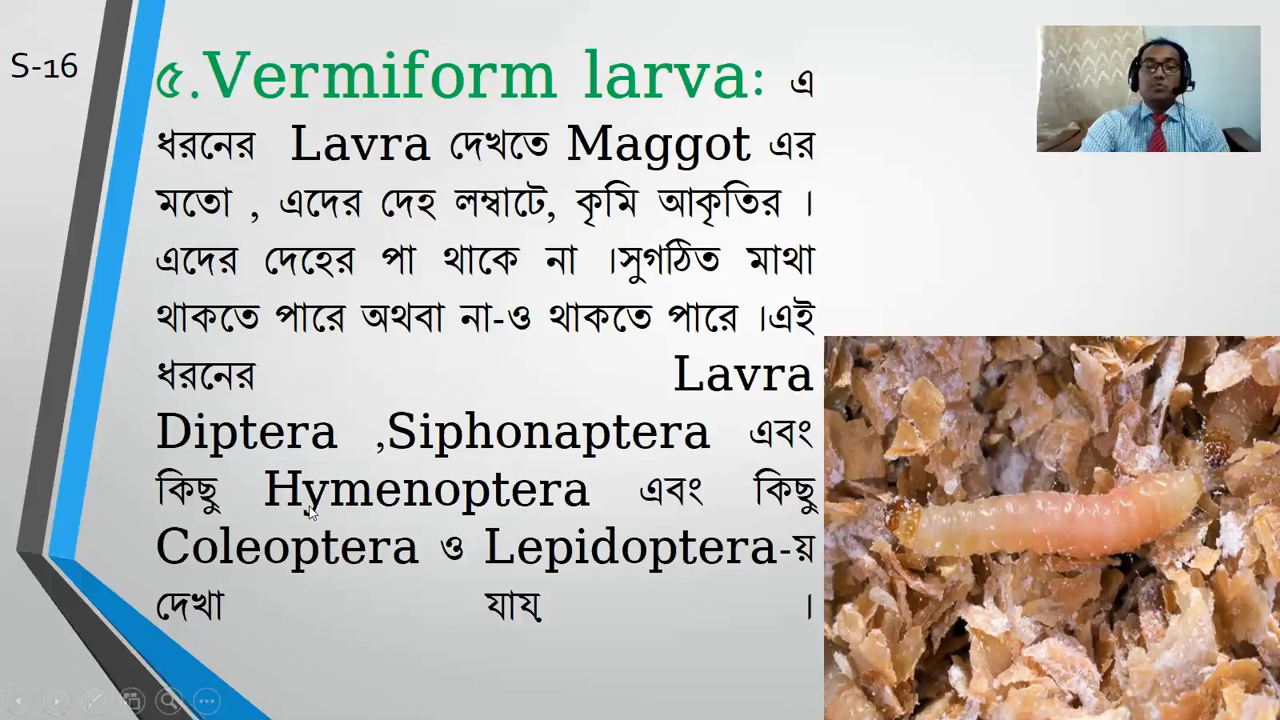 S-16
৫.Vermiform larva: এ
ধরনের Lavra দেখতে Maggot এর
মতো , এদের দেহ লম্বাটে, কৃমি আকৃতির ।
এদের দেহের পা থাকে না ।সুগঠিত মাথা
থাকতে পারে অথবা না-ও থাকতে পারে ।এই
ধরনের Lavra
Diptera ,Siphonaptera এবং
কিছু Hymenoptera এবং কিছু
Coleoptera ও Lepidoptera-য়
দেখা যায় ।